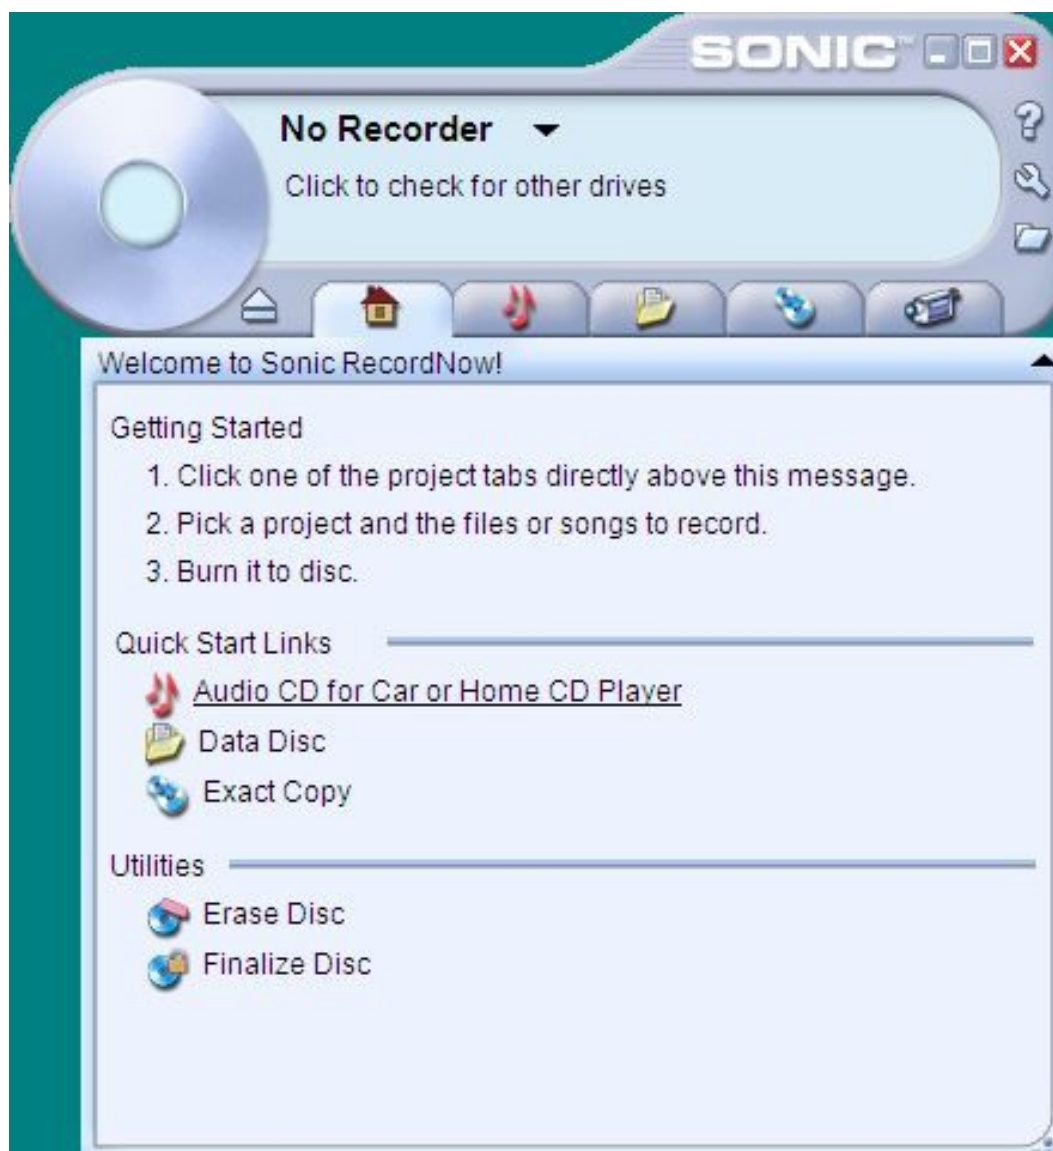 SONIC™
No Recorder
Click to check for other drives
Welcome to Sonic RecordNow!
Getting Started
1. Click one of the project tabs directly above this message.
2. Pick a project and the files or songs to record.
3. Burn it to disc.
Quick Start Links
Audio CD for Car or Home CD Player
Data Disc
Exact Copy
Utilities
Erase Disc
Finalize Disc